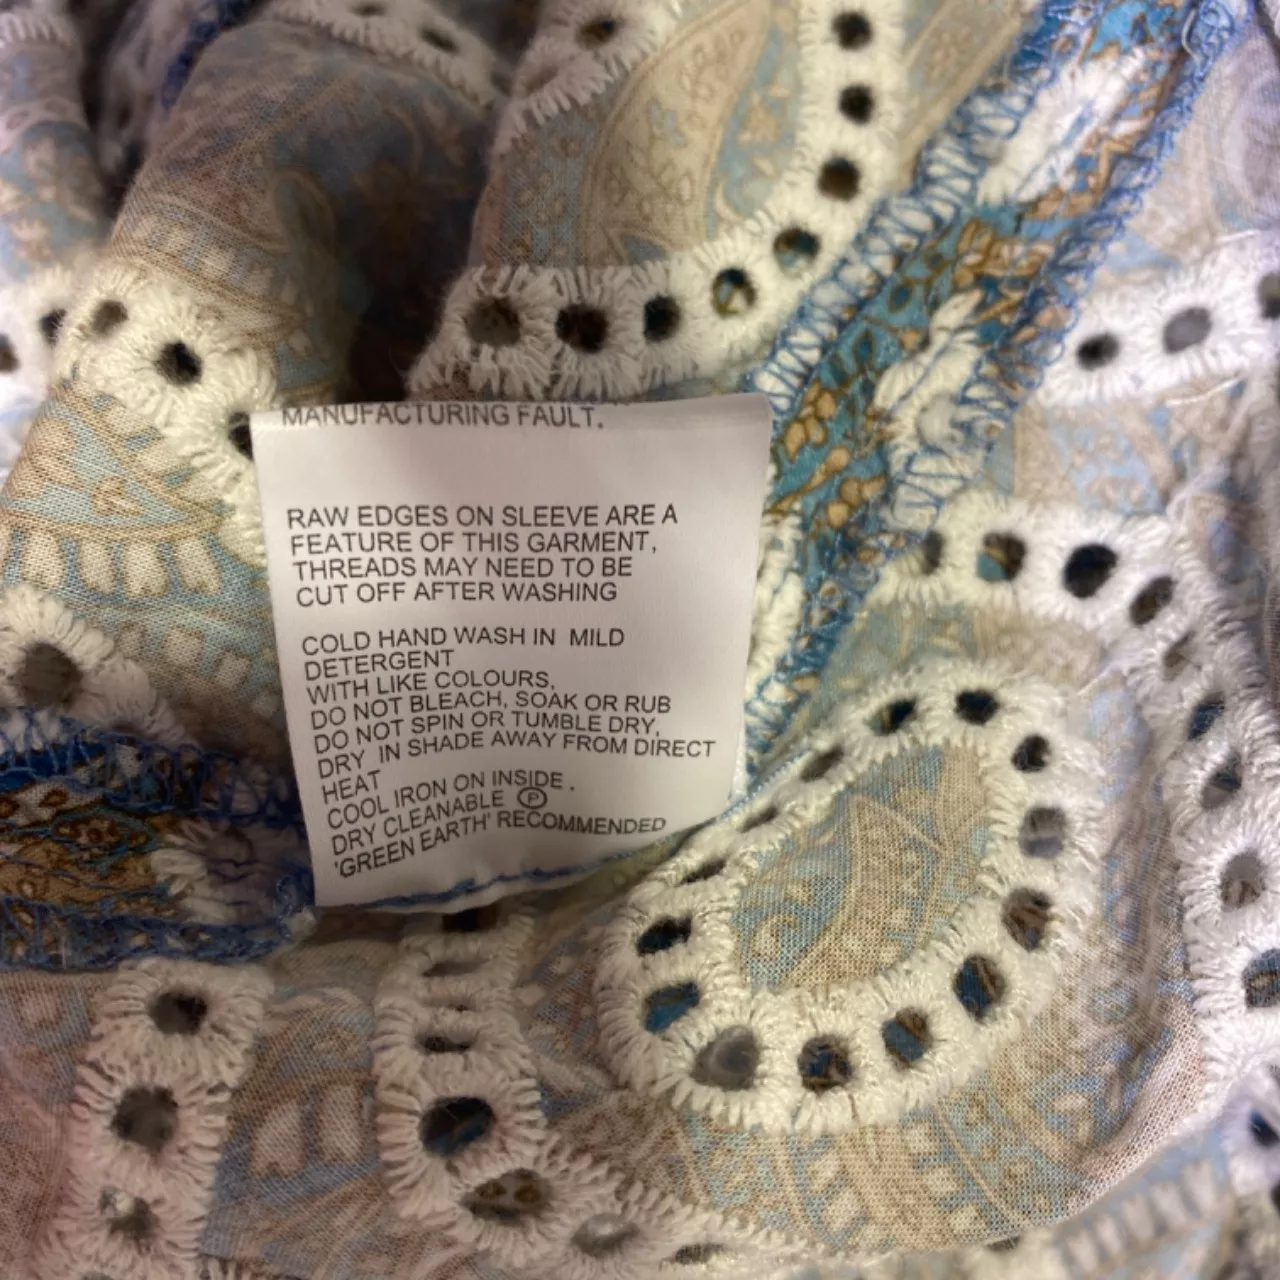 MANUFACTURING FAULT.
RAW EDGES ON SLEEVE ARE A
FEATURE OF THIS GARMENT,
THREADS MAY NEED TO BE
CUT OFF AFTER WASHING
COLD HAND WASH IN MILD
DETERGENT
WITH LIKE COLOURS,
DO NOT BLEACH, SOAK OR RUB
DO NOT SPIN OR TUMBLE DRY,
DRY IN SHADE AWAY FROM DIRECT
HEAT
COOL IRON ON INSIDE.
DRY CLEANABLE Ⓟ
'GREEN EARTH' RECOMMENDED